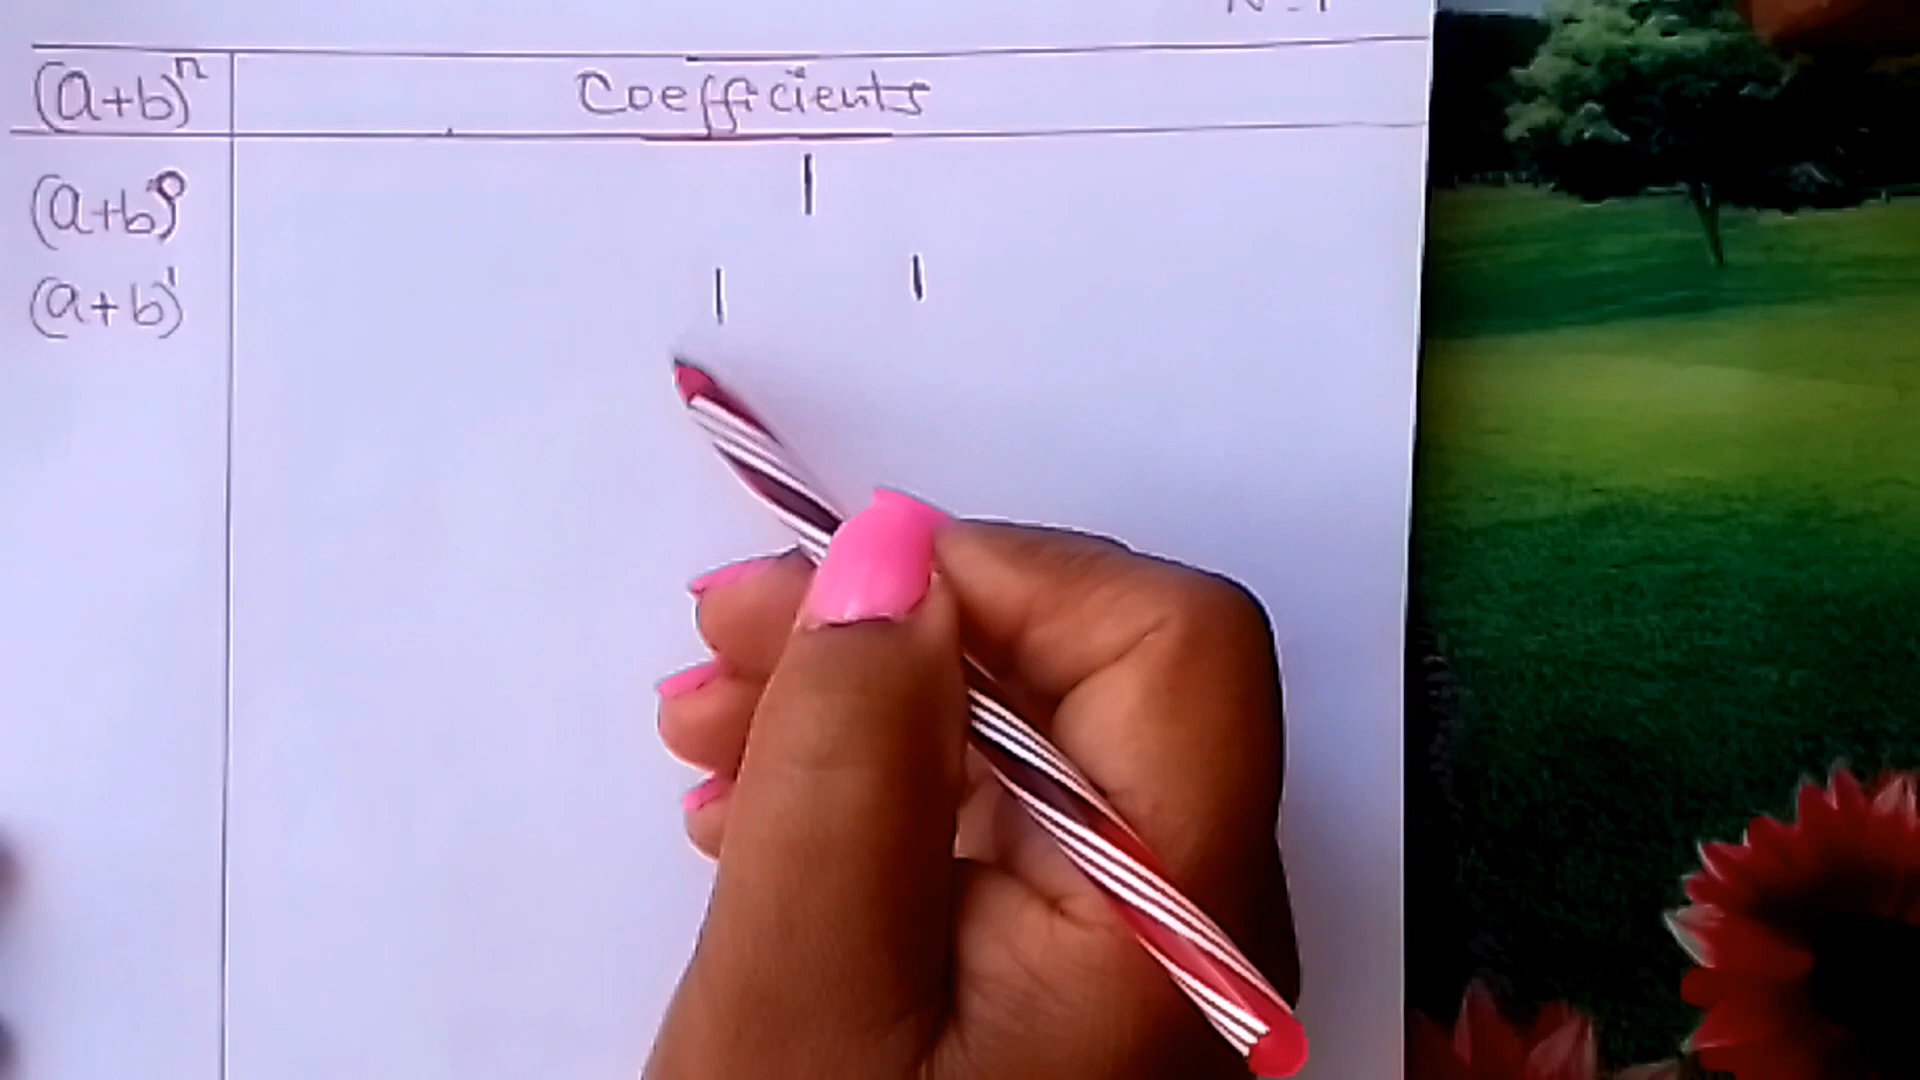 (a+b)ⁿ Coefficients
(a+b)⁰ 1
(a+b)¹ 1 1